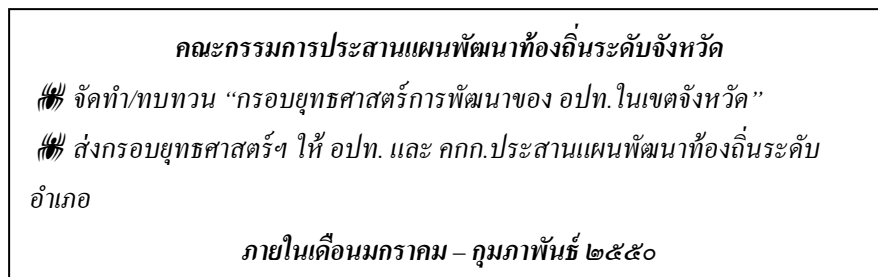 คณะกรรมการประสานแผนพัฒนาท้องถิ่นระดับจังหวัด
จัดทำ/ทบทวน “กรอบยุทธศาสตร์การพัฒนาของ อปท.ในเขตจังหวัด”
ส่งกรอบยุทธศาสตร์ฯ ให้ อปท. และ คกก.ประสานแผนพัฒนาท้องถิ่นระดับ
อำเภอ
ภายในเดือนมกราคม – กุมภาพันธ์ ๒๕๕๐